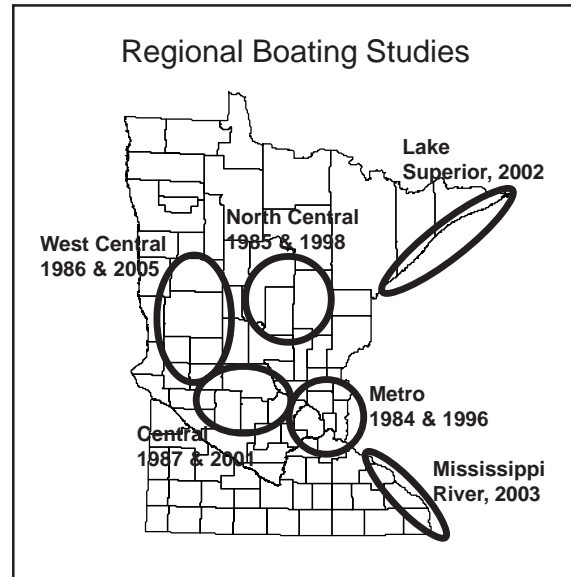 Regional Boating Studies
Lake
Superior, 2002
North Central
1985 & 1998
West Central
1986 & 2005
Metro
1984 & 1996
Central
1987 & 2001
Mississippi
River, 2003